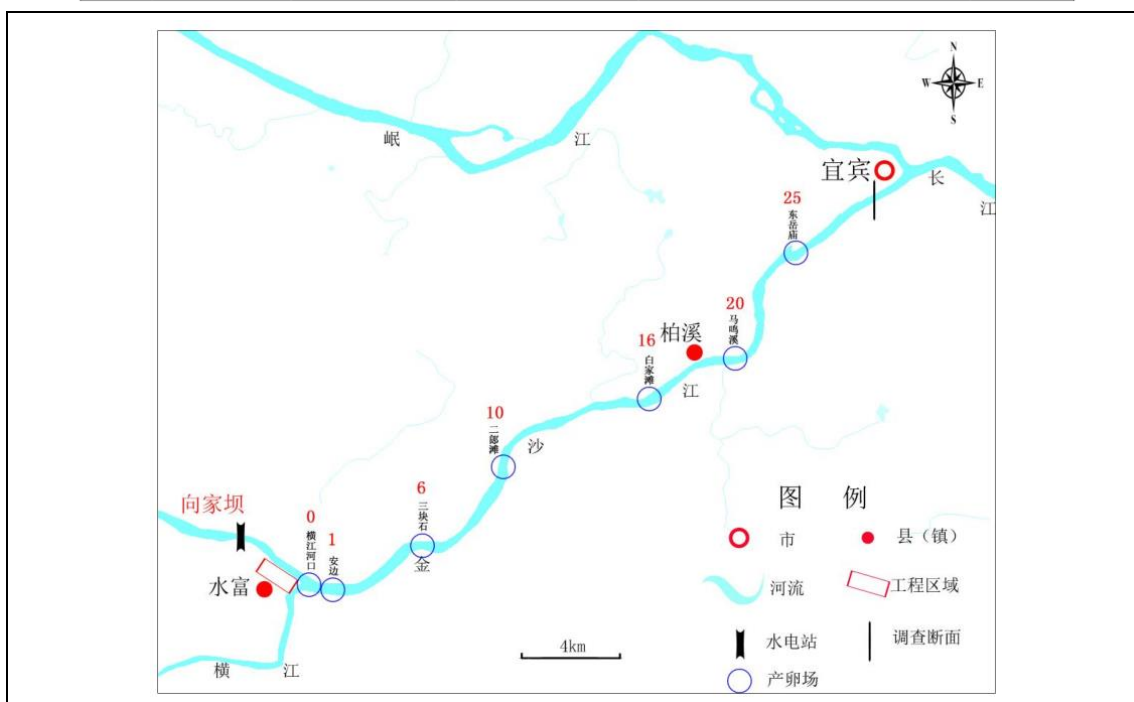 N
W E
S
岷 江
宜宾
长
江
25
东岳庙
20
马鸣溪
柏溪
16
白家滩
江
10
二郎滩
沙
6
三块石
金
向家坝
0
横江河口
1
安边
水富
横 江
4km
图 例
市
县（镇）
河流
工程区域
水电站
调查断面
产卵场